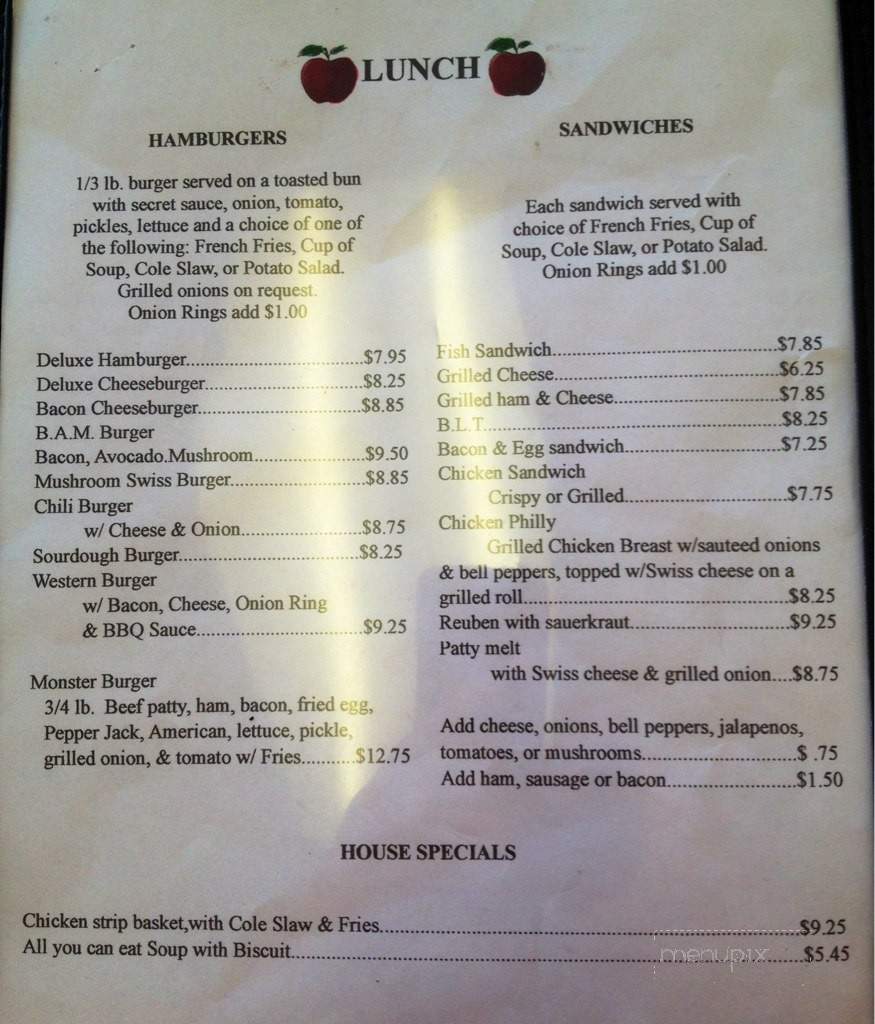 LUNCH
HAMBURGERS
1/3 lb. burger served on a toasted bun
with secret sauce, onion, tomato,
pickles, lettuce and a choice of one of
the following: French Fries, Cup of
Soup, Cole Slaw, or Potato Salad.
Grilled onions on request.
Onion Rings add $1.00
Deluxe Hamburger..............................$7.95
Deluxe Cheeseburger...........................$8.25
Bacon Cheeseburger............................$8.85
B.A.M. Burger
Bacon, Avocado.Mushroom....................$9.50
Mushroom Swiss Burger.......................$8.85
Chili Burger
w/ Cheese & Onion.....................$8.75
Sourdough Burger...............................$8.25
Western Burger
w/ Bacon, Cheese, Onion Ring
& BBQ Sauce.............................$9.25
Monster Burger
3/4 lb. Beef patty, ham, bacon, fried egg,
Pepper Jack, American, lettuce, pickle,
grilled onion, & tomato w/ Fries..........$12.75
SANDWICHES
Each sandwich served with
choice of French Fries, Cup of
Soup, Cole Slaw, or Potato Salad.
Onion Rings add $1.00
Fish Sandwich.........................................$7.85
Grilled Cheese.........................................$6.25
Grilled ham & Cheese..............................$7.85
B.L.T......................................................$8.25
Bacon & Egg sandwich............................$7.25
Chicken Sandwich
Crispy or Grilled.............................$7.75
Chicken Philly
Grilled Chicken Breast w/sauteed onions
& bell peppers, topped w/Swiss cheese on a
grilled roll..............................................$8.25
Reuben with sauerkraut...........................$9.25
Patty melt
with Swiss cheese & grilled onion....$8.75
Add cheese, onions, bell peppers, jalapenos,
tomatoes, or mushrooms...........................$ .75
Add ham, sausage or bacon......................$1.50
HOUSE SPECIALS
Chicken strip basket,with Cole Slaw & Fries.......................................................................$9.25
All you can eat Soup with Biscuit.......................................................................................$5.45
menupix